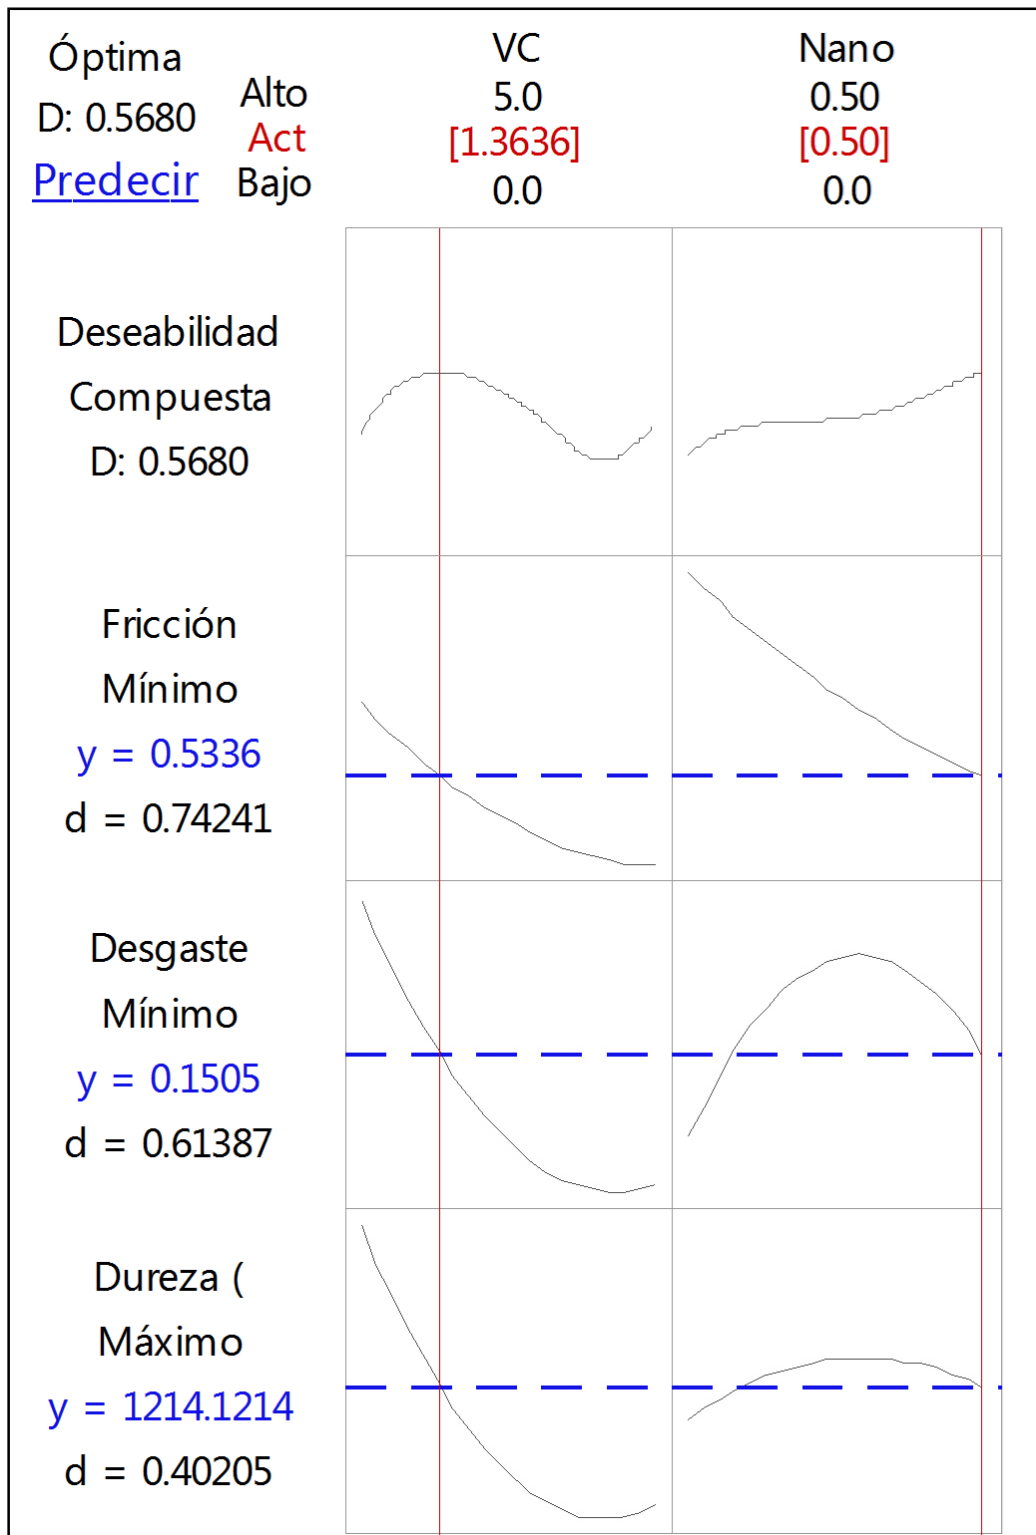 Óptima
D: 0.5680
Predecir
Alto
Act
Bajo
VC
5.0
[1.3636]
0.0
Nano
0.50
[0.50]
0.0
Deseabilidad
Compuesta
D: 0.5680
Fricción
Mínimo
y = 0.5336
d = 0.74241
Desgaste
Mínimo
y = 0.1505
d = 0.61387
Dureza (
Máximo
y = 1214.1214
d = 0.40205